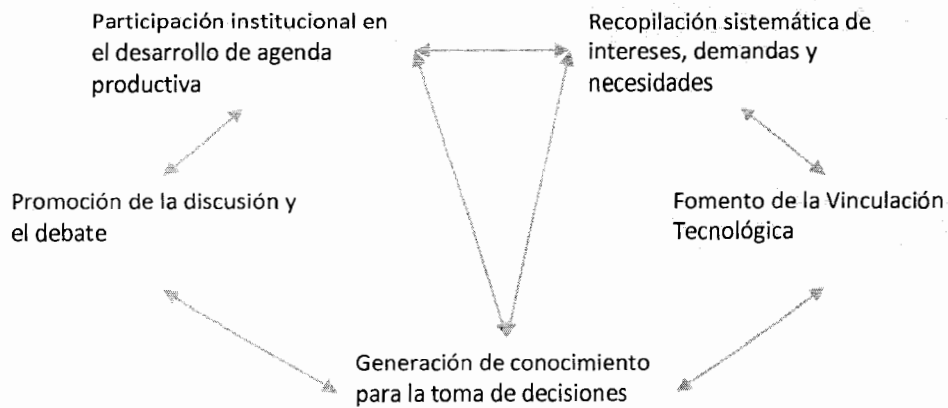 Participación institucional en
el desarrollo de agenda
productiva
Recopilación sistemática de
intereses, demandas y
necesidades
Promoción de la discusión y
el debate
Fomento de la Vinculación
Tecnológica
Generación de conocimiento
para la toma de decisiones